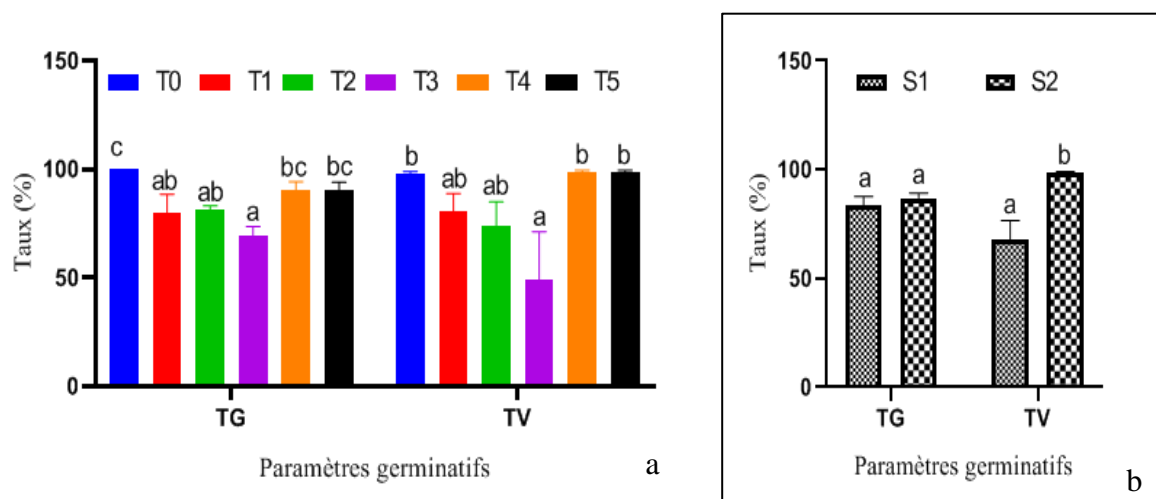 150
T0 T1 T2 T3 T4 T5
c
ab ab a bc bc
b
ab ab a b b
100
50
0
Taux (%)
TG TV
Paramètres germinatifs
a
150
S1 S2
a a
a b
100
50
0
Taux (%)
TG TV
Paramètres germinatifs
b